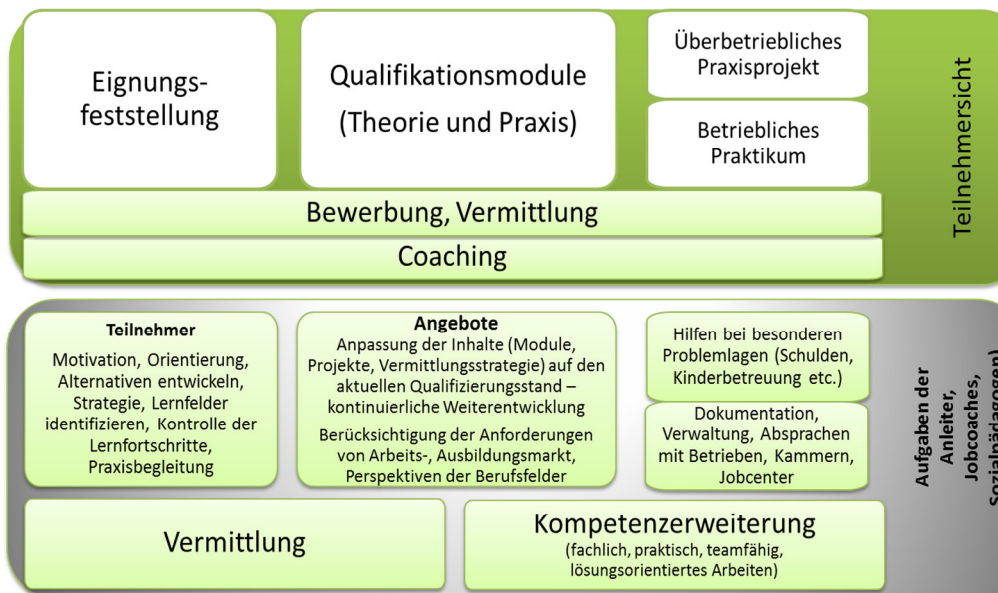 Eignungs-
feststellung
Qualifikationsmodule
(Theorie und Praxis)
Überbetriebliches
Praxisprojekt
Betriebliches
Praktikum
Bewerbung, Vermittlung
Coaching
Teilnehmersicht
Teilnehmer
Motivation, Orientierung,
Alternativen entwickeln,
Strategie, Lernfelder
identifizieren, Kontrolle der
Lernfortschritte,
Praxisbegleitung
Angebote
Anpassung der Inhalte (Module,
Projekte, Vermittlungsstrategie) auf den
aktuellen Qualifizierungsstand –
kontinuierliche Weiterentwicklung
Berücksichtigung der Anforderungen
von Arbeits-, Ausbildungsmarkt,
Perspektiven der Berufsfelder
Hilfen bei besonderen
Problemlagen (Schulden,
Kinderbetreuung etc.)
Dokumentation,
Verwaltung, Absprachen
mit Betrieben, Kammern,
Jobcenter
Vermittlung
Kompetenzerweiterung
(fachlich, praktisch, teamfähig,
lösungsorientiertes Arbeiten)
Aufgaben der
Anleiter,
Jobcoaches,
Sozialpädagogen)